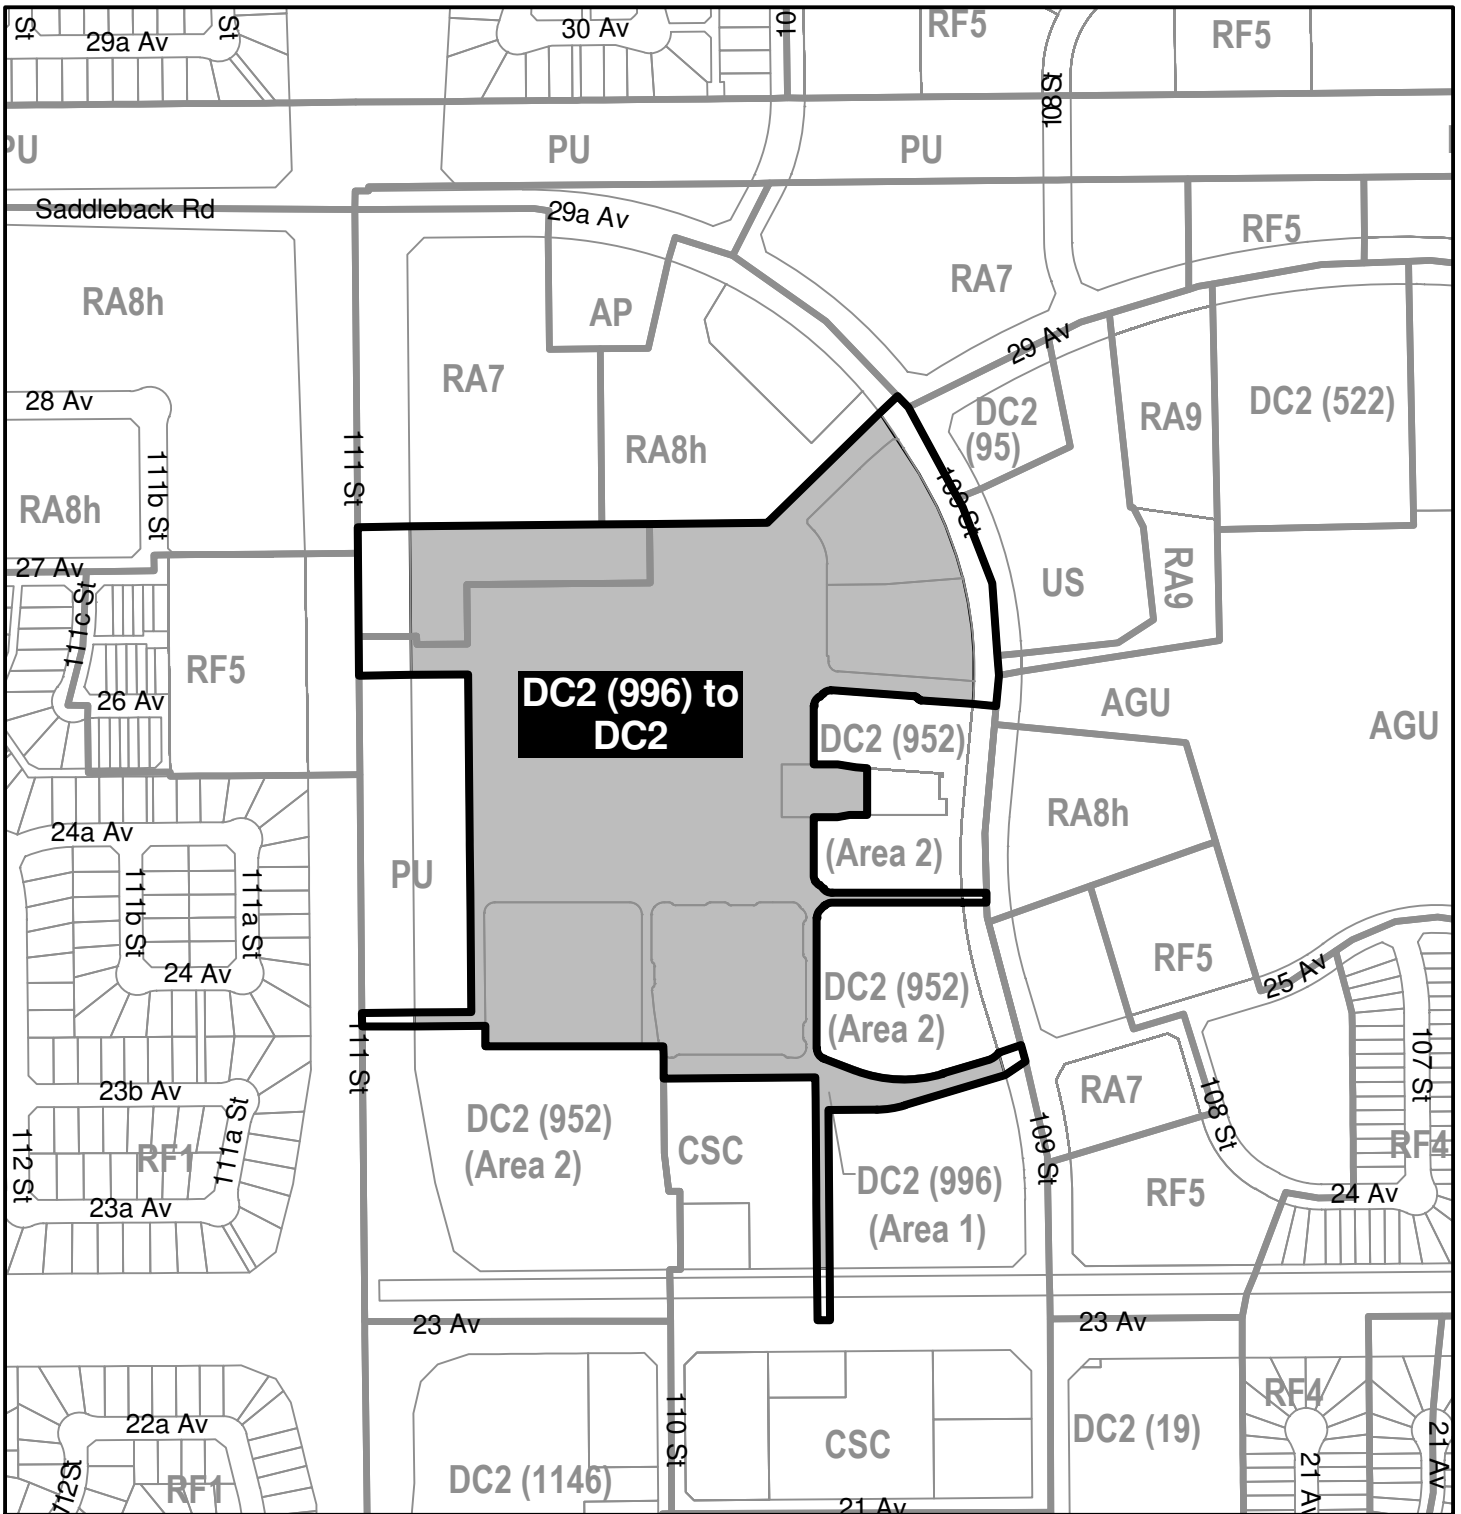 St
29a Av
St
30 Av
10
RF5
RF5
108 St
PU
PU
PU
Saddleback Rd
29a Av
RF5
RA8h
AP
RA7
29 Av
RA7
28 Av
DC2
(95)
RA9
DC2 (522)
111 St
111b St
RA8h
RA8h
109 St
27 Av
111c St
US
RA9
RF5
26 Av
DC2 (996) to
DC2
AGU
AGU
DC2 (952)
(Area 2)
RA8h
24a Av
PU
111b St
111a St
24 Av
RF5
25 Av
DC2 (952)
(Area 2)
111 St
107 St
23b Av
RA7
108 St
DC2 (952)
(Area 2)
CSC
109 St
112 St
RF1
111a St
RF4
DC2 (996)
(Area 1)
RF5
24 Av
23a Av
23 Av
23 Av
RF4
110 St
22a Av
CSC
DC2 (19)
112 St
RF1
DC2 (1146)
21 Av
21 Av
21 Av